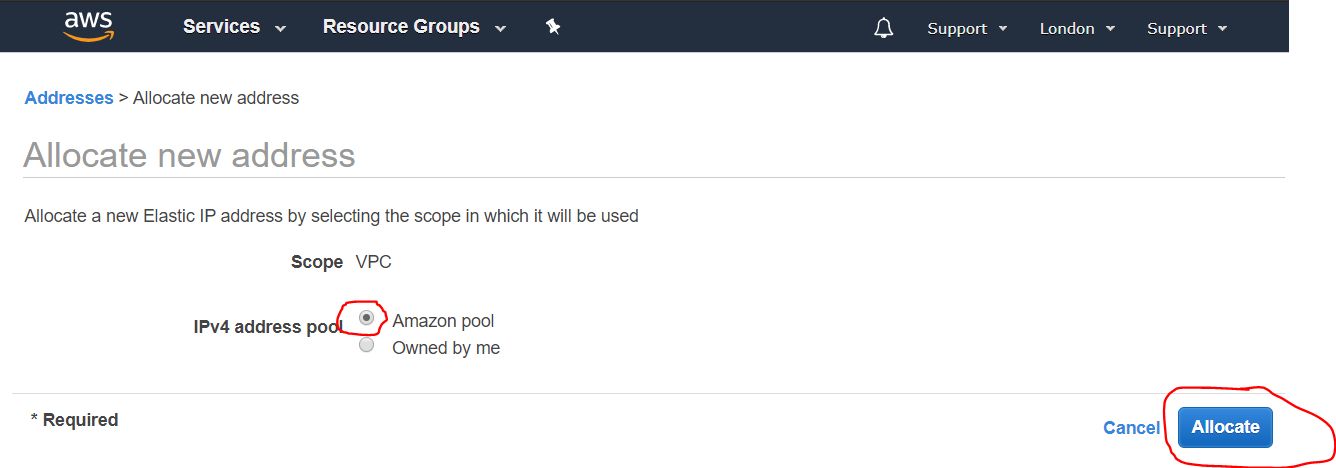 aws Services Resource Groups Support London Support
Addresses > Allocate new address
Allocate new address
Allocate a new Elastic IP address by selecting the scope in which it will be used
Scope VPC
IPv4 address pool Amazon pool
Owned by me
* Required Cancel Allocate